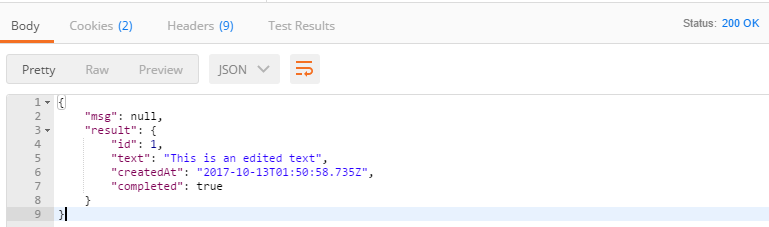 Body Cookies (2) Headers (9) Test Results Status: 200 OK
Pretty Raw Preview JSON
1 {
2 "msg": null,
3 "result": {
4 "id": 1,
5 "text": "This is an edited text",
6 "createdAt": "2017-10-13T01:50:58.735Z",
7 "completed": true
8 }
9 }